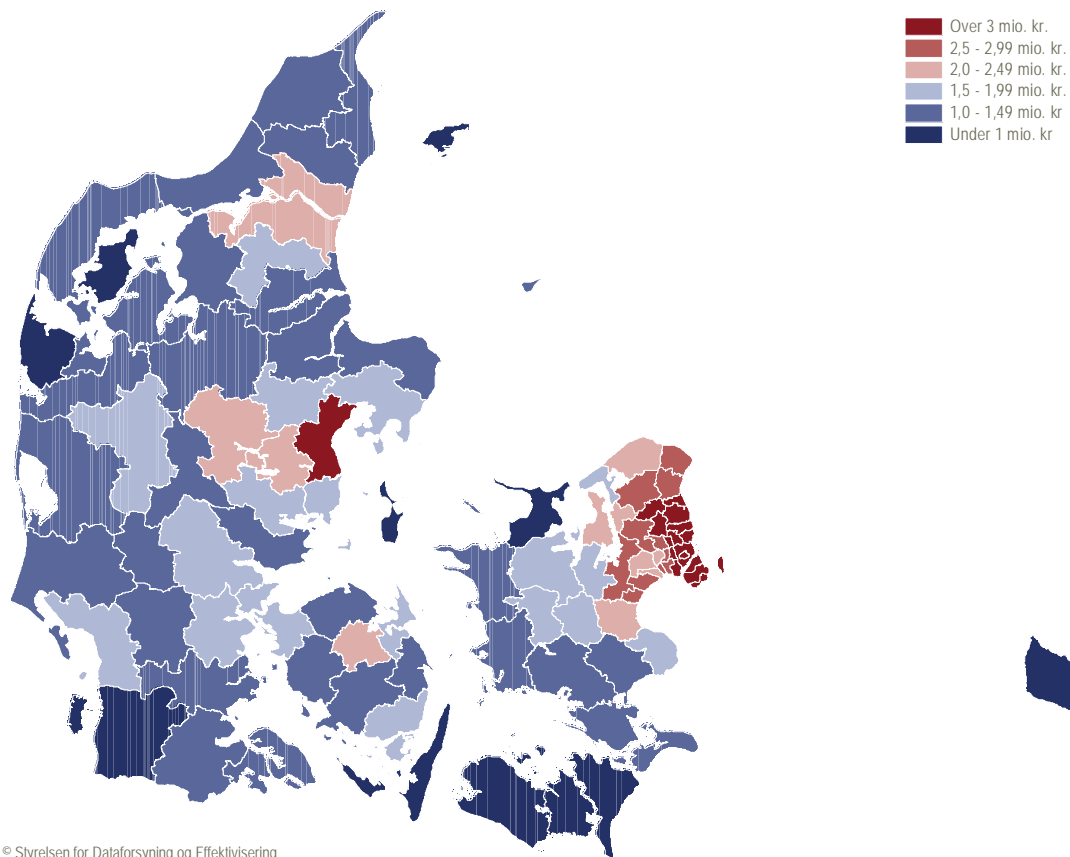 Over 3 mio. kr.
2,5 - 2,99 mio. kr.
2,0 - 2,49 mio. kr.
1,5 - 1,99 mio. kr.
1,0 - 1,49 mio. kr
Under 1 mio. kr
© Styrelsen for Dataforsyning og Effektivisering